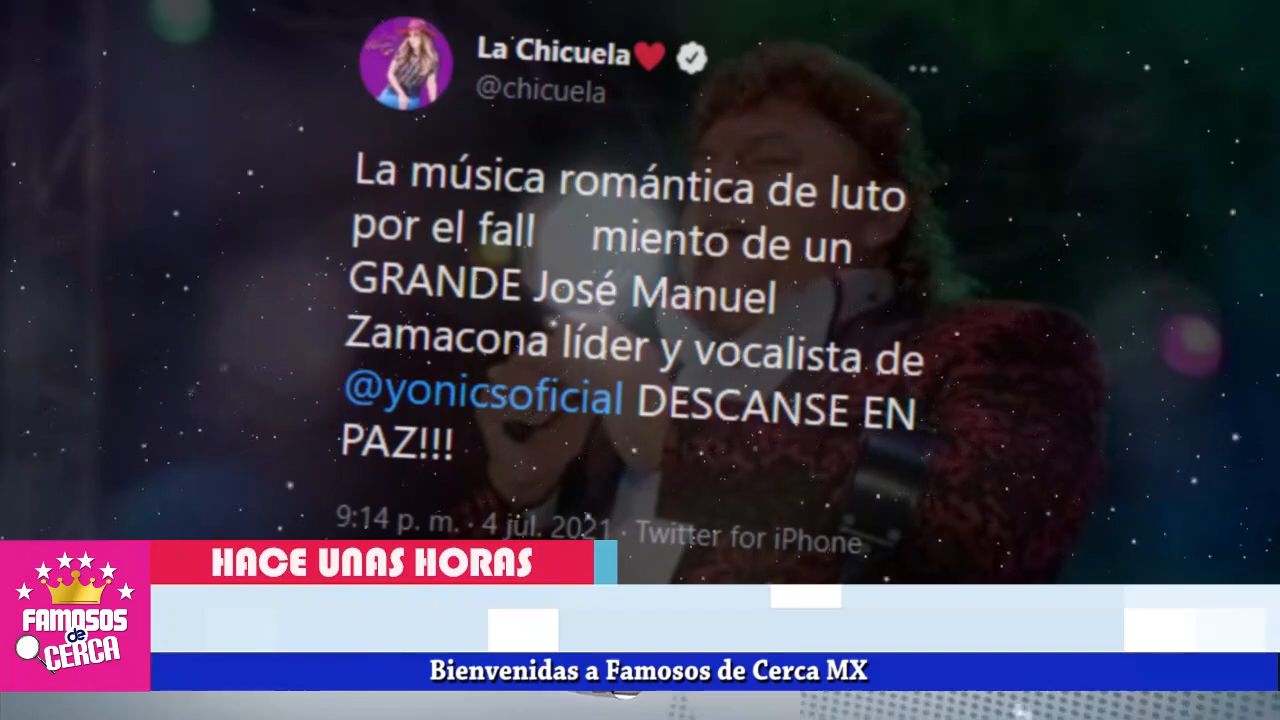 La Chicuela
@chicuela
La música romántica de luto
por el fall miento de un
GRANDE José Manuel
Zamacona líder y vocalista de
@yonicsoficial DESCANSE EN
PAZ!!!
9:14 p. m. · 4 jul. 2021 · Twitter for iPhone
HACE UNAS HORAS
FAMOSOS
de
CERCA
Bienvenidas a Famosos de Cerca MX